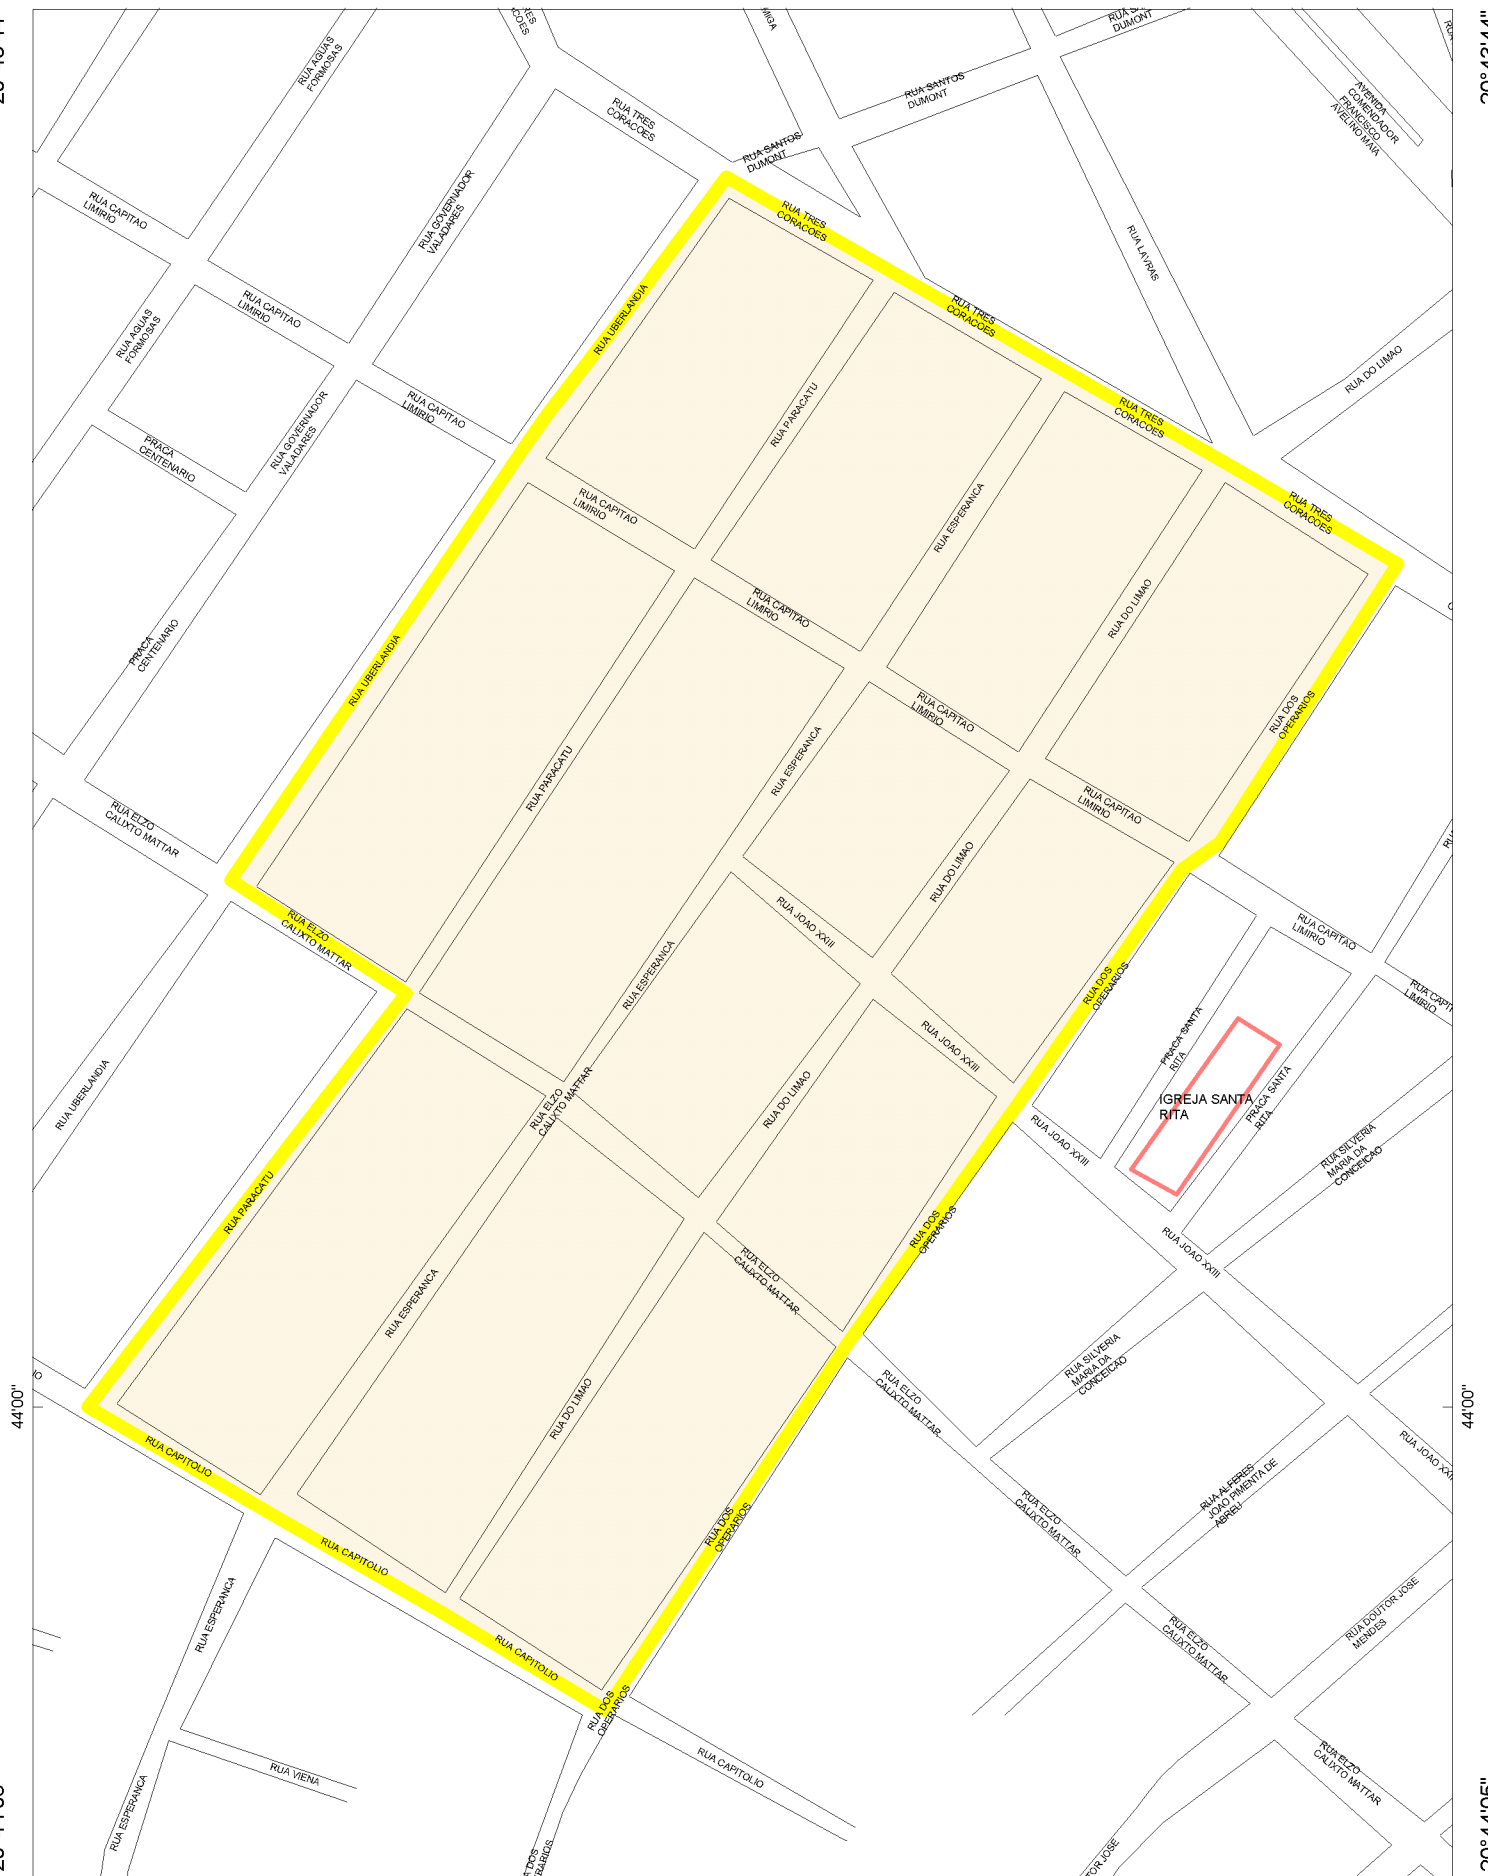 RUA AGUAS
FORMOSAS
RUA TRES
CORACOES
RUA SANTOS
DUMONT
RUA SANTOS
DUMONT
20°43'44"
AVENIDA
COMENDADOR
FRANCISCO
AVELINO MAIA
RUA CAPITAO
LIMIRIO
RUA GOVERNADOR
VALADARES
RUA TRES
CORACOES
RUA LAVRAS
RUA CAPITAO
LIMIRIO
RUA AGUAS
FORMOSAS
RUA UBERLANDIA
RUA TRES
CORACOES
RUA DO LIMAO
RUA CAPITAO
LIMIRIO
RUA PARACATU
RUA TRES
CORACOES
PRACA
CENTENARIO
RUA GOVERNADOR
VALADARES
RUA CAPITAO
LIMIRIO
RUA ESPERANCA
RUA TRES
CORACOES
RUA CAPITAO
LIMIRIO
RUA DO LIMAO
PRACA
CENTENARIO
RUA UBERLANDIA
RUA CAPITAO
LIMIRIO
RUA DOS
OPERARIOS
RUA PARACATU
RUA ESPERANCA
RUA CAPITAO
LIMIRIO
RUA ELZO
CALIXTO MATTAR
RUA DO LIMAO
RUA ELZO
CALIXTO MATTAR
RUA JOAO XXIII
RUA CAPITAO
LIMIRIO
RUA ESPERANCA
RUA DOS
OPERARIOS
LIMIRIO
RUA JOAO XXIII
PRACA SANTA
RITA
RUA UBERLANDIA
RUA ELZO
CALIXTO MATTAR
RUA DO LIMAO
IGREJA SANTA
RITA
PRACA SANTA
RITA
RUA JOAO XXIII
RUA SILVERIA
MARIA DA
CONCEICAO
RUA PARACATU
RUA DOS
OPERARIOS
RUA JOAO XXIII
RUA ESPERANCA
RUA ELZO
CALIXTO MATTAR
RUA SILVERIA
MARIA DA
CONCEICAO
44'00"
44'00"
RUA DO LIMAO
RUA ELZO
CALIXTO MATTAR
RUA CAPITOLIO
RUA ALFERES
JOAO PIMENTA DE
ABREU
RUA CAPITOLIO
RUA DOS
OPERARIOS
RUA ELZO
CALIXTO MATTAR
RUA ESPERANCA
RUA CAPITOLIO
RUA ELZO
CALIXTO MATTAR
RUA DOUTOR JOSE
MENDES
RUA DOS
OPERARIOS
RUA VIENA
RUA CAPITOLIO
RUA ELZO
CALIXTO MATTAR
RUA ESPERANCA
20°44'05"